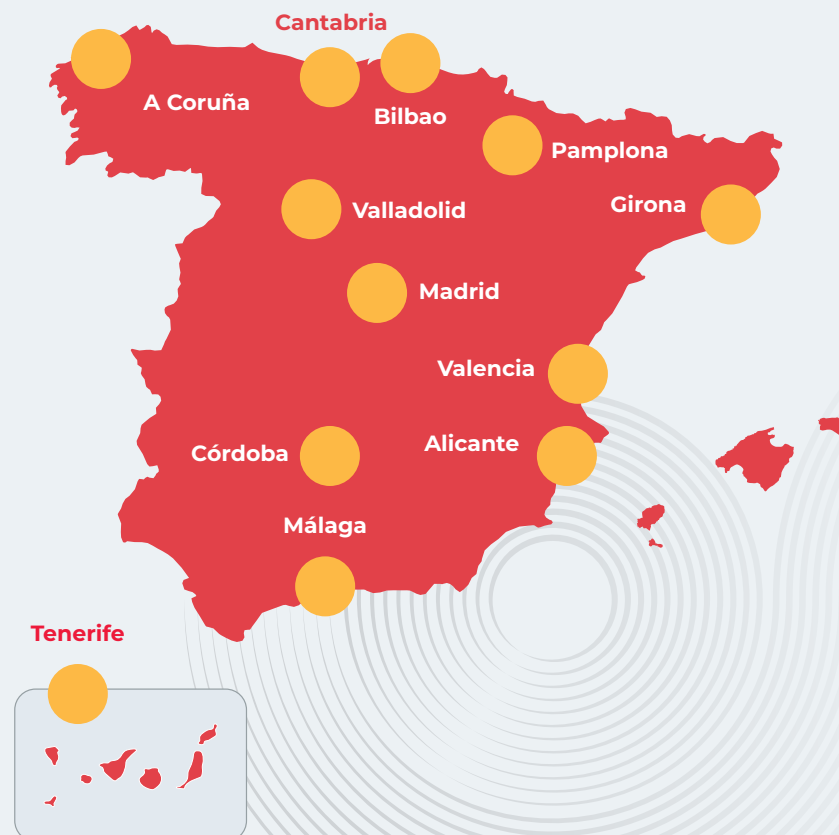 Cantabria
A Coruña
Bilbao
Pamplona
Girona
Valladolid
Madrid
Valencia
Alicante
Córdoba
Málaga
Tenerife